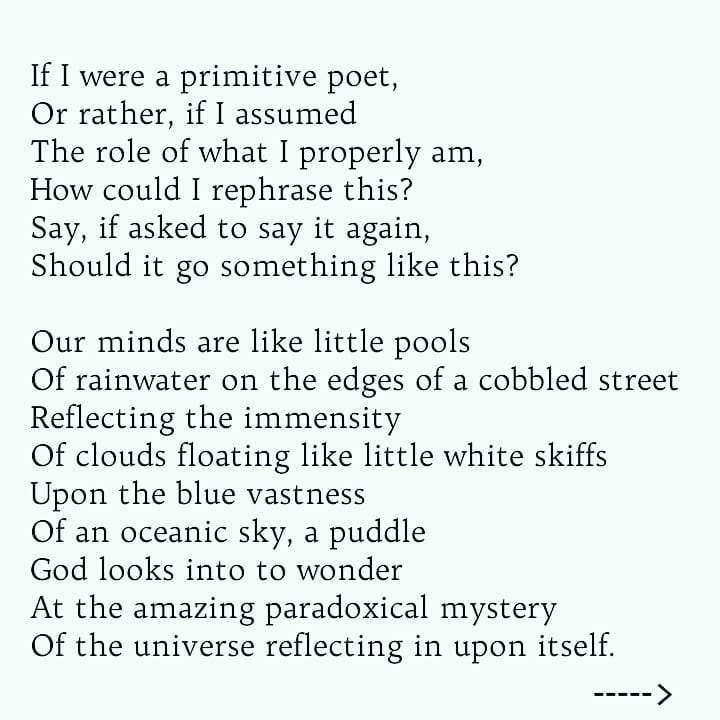 If I were a primitive poet,
Or rather, if I assumed
The role of what I properly am,
How could I rephrase this?
Say, if asked to say it again,
Should it go something like this?
Our minds are like little pools
Of rainwater on the edges of a cobbled street
Reflecting the immensity
Of clouds floating like little white skiffs
Upon the blue vastness
Of an oceanic sky, a puddle
God looks into to wonder
At the amazing paradoxical mystery
Of the universe reflecting in upon itself.
----->